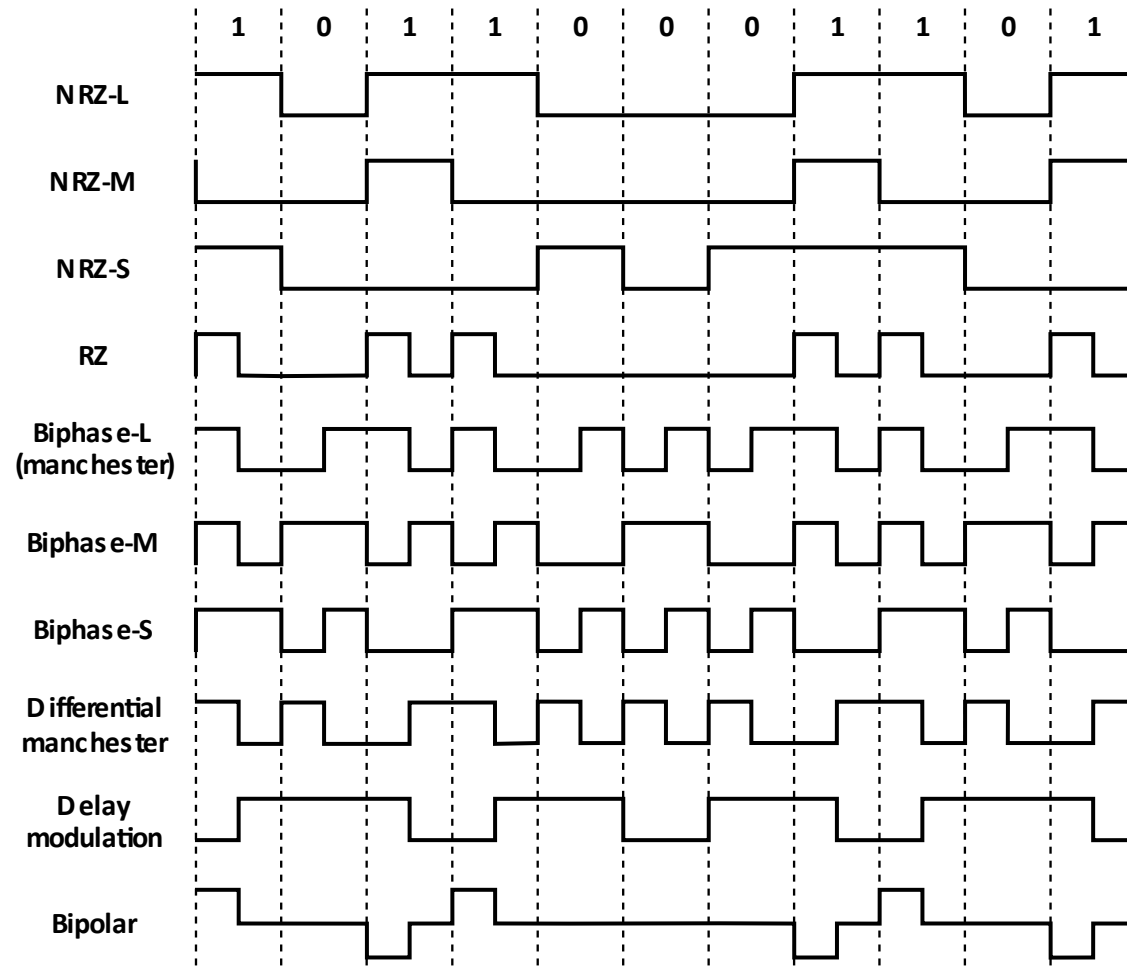 1 0 1 1 0 0 0 1 1 0 1
NRZ-L
NRZ-M
NRZ-S
RZ
Biphase-L
(manchester)
Biphase-M
Biphase-S
Differential
manchester
Delay
modulation
Bipolar